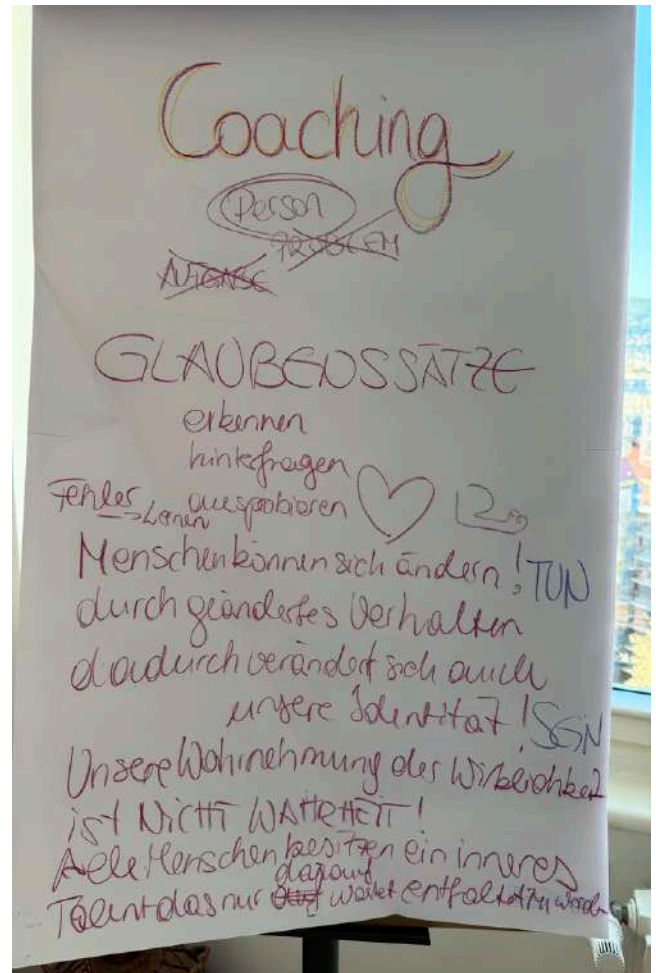 Coaching
Person
PROBLEM
GLAUBENSSÄTZE
erkennen
hinterfragen
Fehler ausprobieren
→ Lernen
Menschen können sich ändern! TUN
durch geändertes Verhalten
dadurch verändert sich auch
unsere Identität! SEIN
Unsere Wahrnehmung der Wirklichkeit
ist NICHT WAHRHEIT!
Alle Menschen besitzen ein inneres
Talent das nur darauf wartet entfaltet zu werden